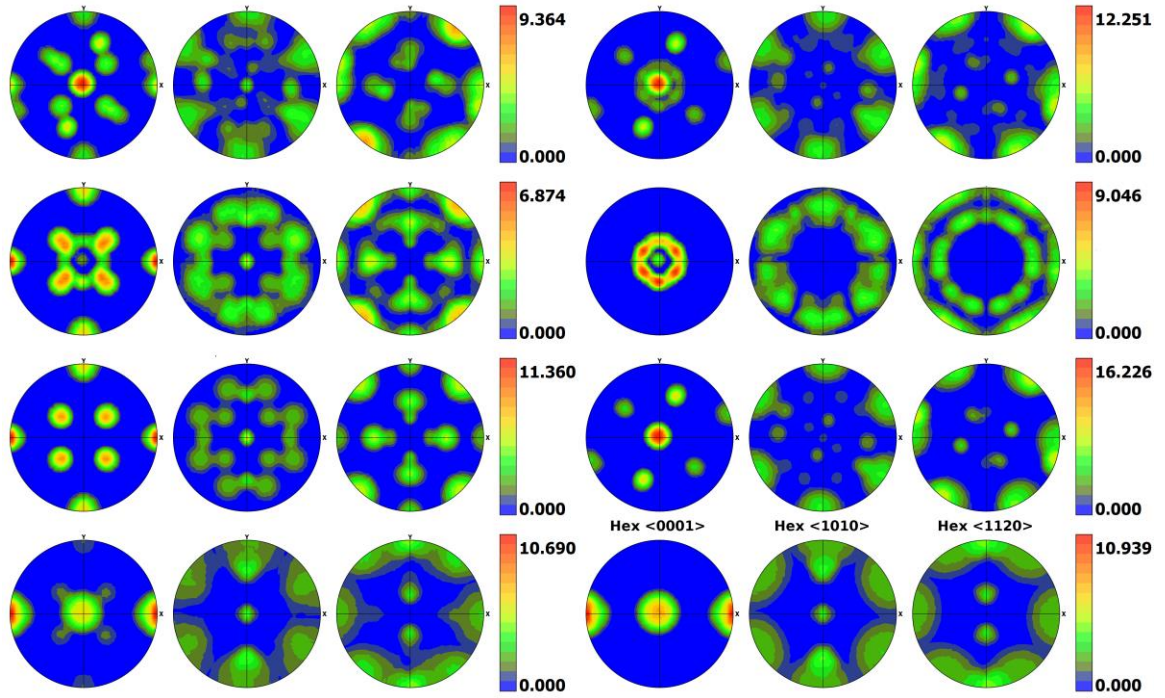 Y Y Y Y Y Y
9.364 12.251
X X X X X X
0.000 0.000
Y Y Y Y Y Y
6.874 9.046
X X X X X X
0.000 0.000
Y Y Y Y Y Y
11.360 16.226
X X X X X X
0.000 0.000
Hex <0001> Hex <1010> Hex <1120>
Y Y Y Y Y Y
10.690 10.939
X X X X X X
0.000 0.000